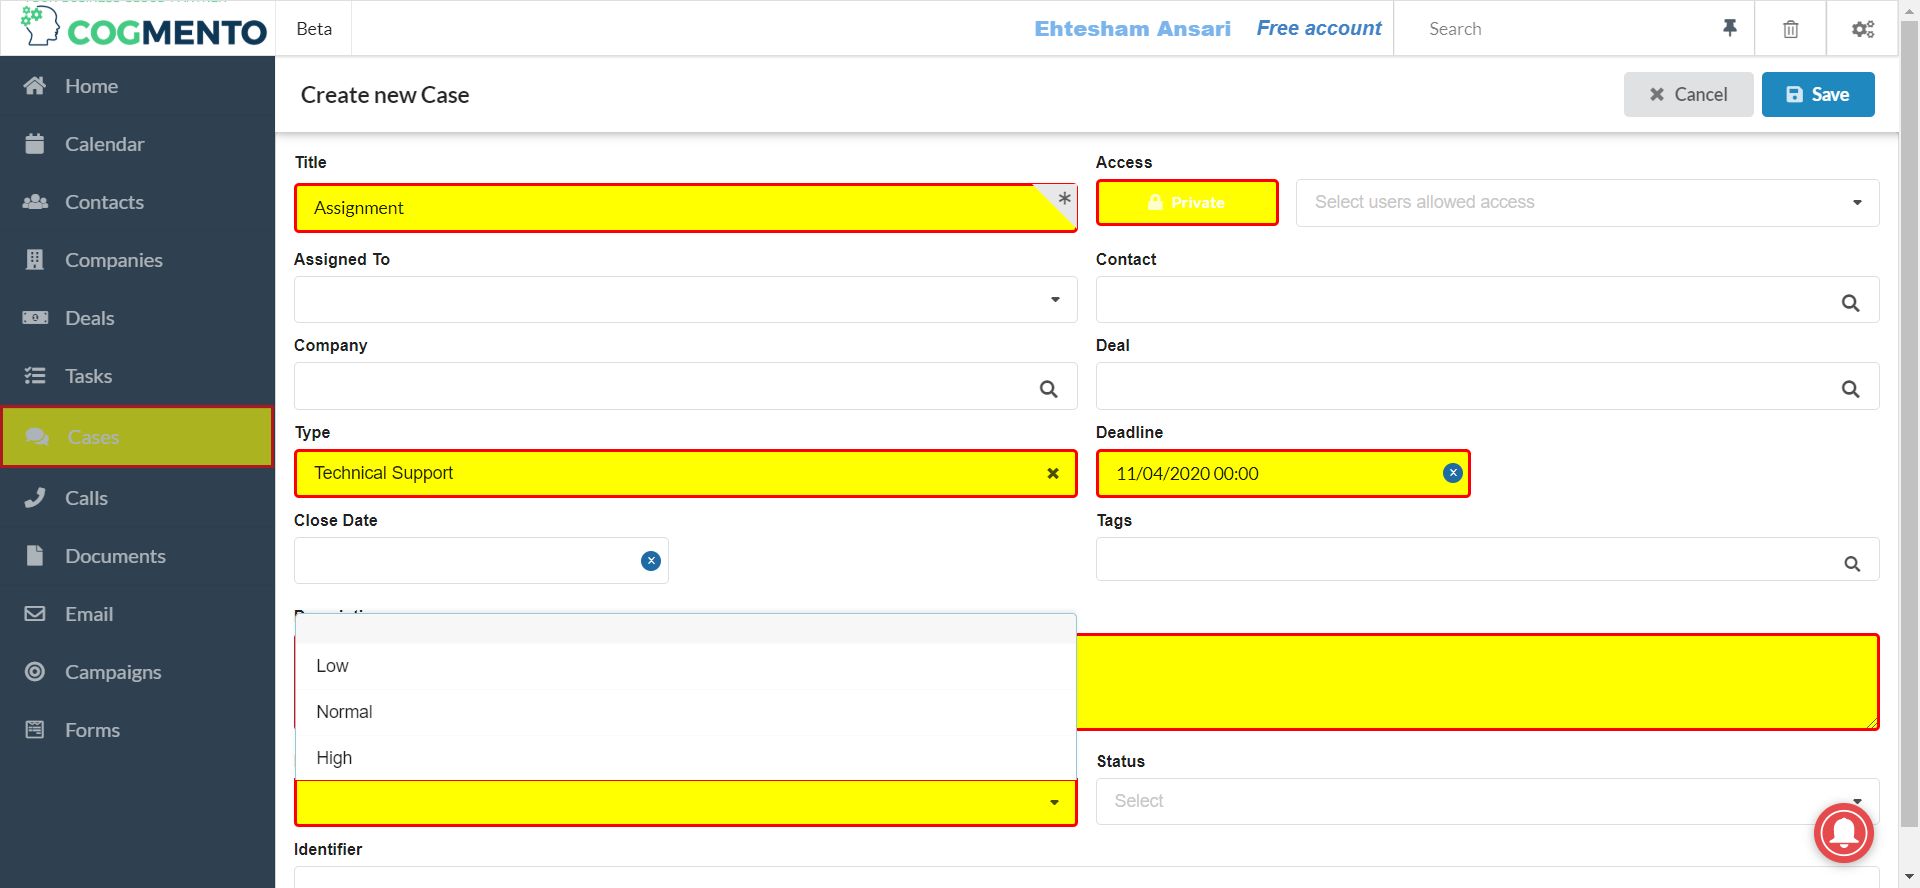 COGMENTO
Beta
Ehtesham Ansari
Free account
Search
Home
Calendar
Contacts
Companies
Deals
Tasks
Cases
Calls
Documents
Email
Campaigns
Forms
Create new Case
Cancel
Save
Title
Assignment
*
Access
Private
Select users allowed access
Assigned To
Contact
Company
Deal
Type
Technical Support
Deadline
11/04/2020 00:00
Close Date
Tags
Low
Normal
High
Status
Select
Identifier